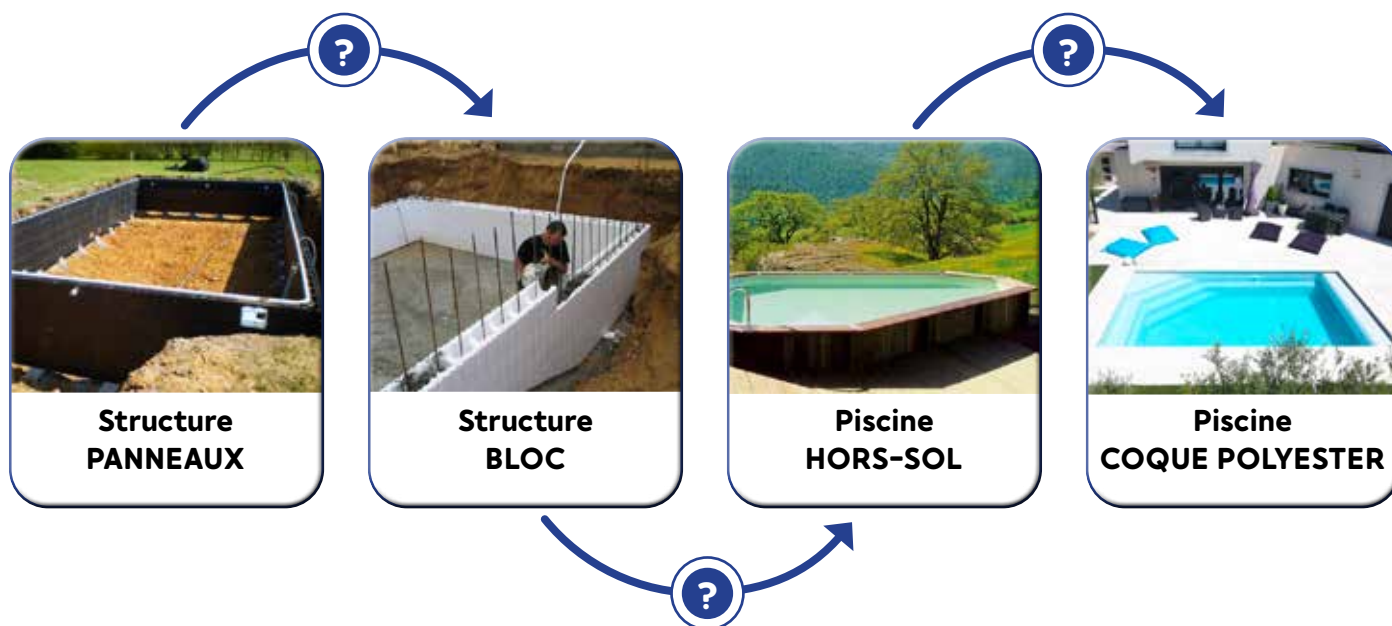 ?
?
Structure
PANNEAUX
Structure
BLOC
Piscine
HORS-SOL
Piscine
COQUE POLYESTER
?